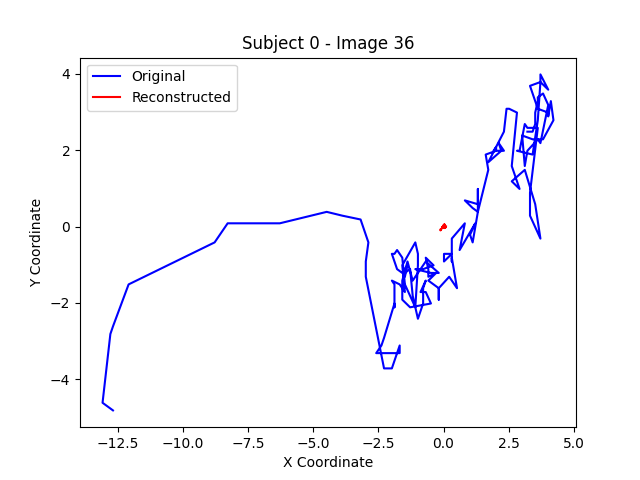 Subject 0 - Image 36
Original
Reconstructed
Y Coordinate
4
2
0
−2
−4
−12.5 −10.0 −7.5 −5.0 −2.5 0.0 2.5 5.0
X Coordinate